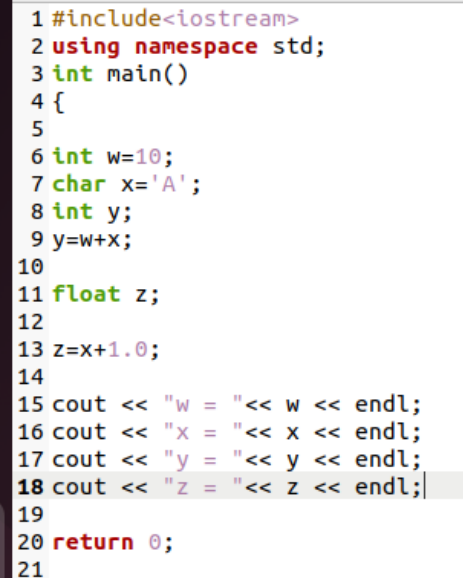 1 #include<iostream>
2 using namespace std;
3 int main()
4 {
5
6 int w=10;
7 char x='A';
8 int y;
9 y=w+x;
10
11 float z;
12
13 z=x+1.0;
14
15 cout << "w = "<< w << endl;
16 cout << "x = "<< x << endl;
17 cout << "y = "<< y << endl;
18 cout << "z = "<< z << endl;
19
20 return 0;
21